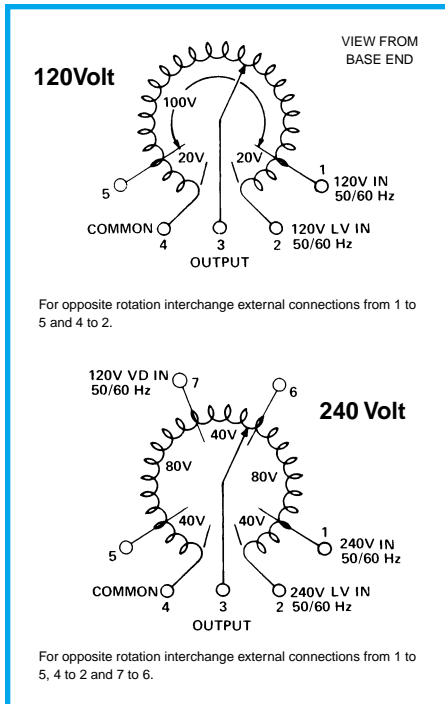 VIEW FROM
BASE END
120Volt
100V
20V 20V
5
1
120V IN
50/60 Hz
COMMON
4
3
OUTPUT
2
120V LV IN
50/60 Hz
For opposite rotation interchange external connections from 1 to
5 and 4 to 2.
120V VD IN
50/60 Hz
7
6
240 Volt
40V
80V 80V
40V 40V
5
1
240V IN
50/60 Hz
COMMON
4
3
OUTPUT
2
240V LV IN
50/60 Hz
For opposite rotation interchange external connections from 1 to
5, 4 to 2 and 7 to 6.